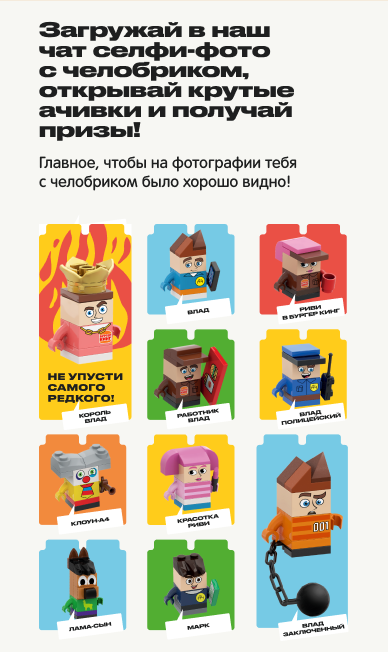 Загружай в наш
чат селфи-фото
с челобриком,
открывай крутые
ачивки и получай
призы!
Главное, чтобы на фотографии тебя
с челобриком было хорошо видно!
НЕ УПУСТИ
САМОГО
РЕДКОГО!
КОРОЛЬ
ВЛАД
ВЛАД
РИВИ
В БУРГЕР КИНГ
РАБОТНИК
ВЛАД
ВЛАД
ПОЛИЦЕЙСКИЙ
КЛОУН-А4
КРАСОТКА
РИВИ
001
ВЛАД
ЗАКЛЮЧЕННЫЙ
ЛАМА-СЫН
МАРК